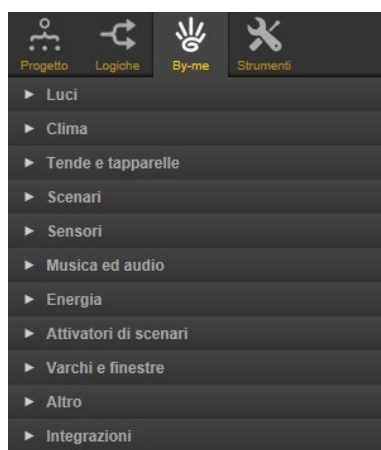 Progetto Logiche By-me Strumenti
Luci
Clima
Tende e tapparelle
Scenari
Sensori
Musica ed audio
Energia
Attivatori di scenari
Varchi e finestre
Altro
Integrazioni